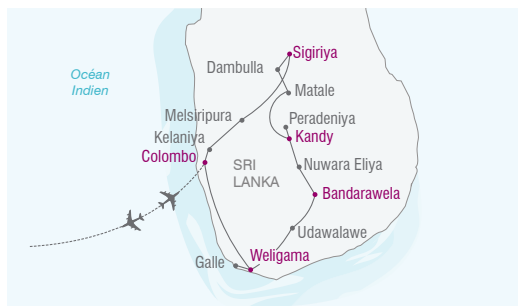 Sigiriya
Dambulla
Océan
Indien
Matale
Melsiripura
Peradeniya
Kelaniya
Kandy
Colombo
SRI
LANKA
Nuwara Eliya
Bandarawela
Udawalawe
Weligama
Galle